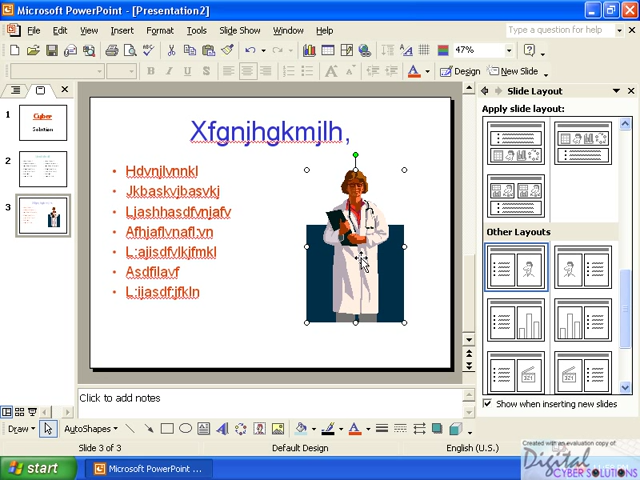 Microsoft PowerPoint - [Presentation2]
File Edit View Insert Format Tools Slide Show Window Help
Type a question for help
47%
B I U S
Design New Slide
Slide Layout
Apply slide layout:
1 Cyber
Solution
2
3
Xfgnjhgkmjlh,
• Hdvnjlvnnkl
• Jkbaskvjbasvkj
• Ljashhasdfvnjafv
• Afhjaflvnafl.vn
• L:ajisdfvlkjfmkl
• Asdfilavf
• L:ijasdf;jfkln
Other Layouts
Show when inserting new slides
Click to add notes
Draw AutoShapes
Slide 3 of 3 Default Design English (U.S.)
Created with an evaluation copy of
Digital
CYBER SOLUTIONS
start Microsoft PowerPoint ...